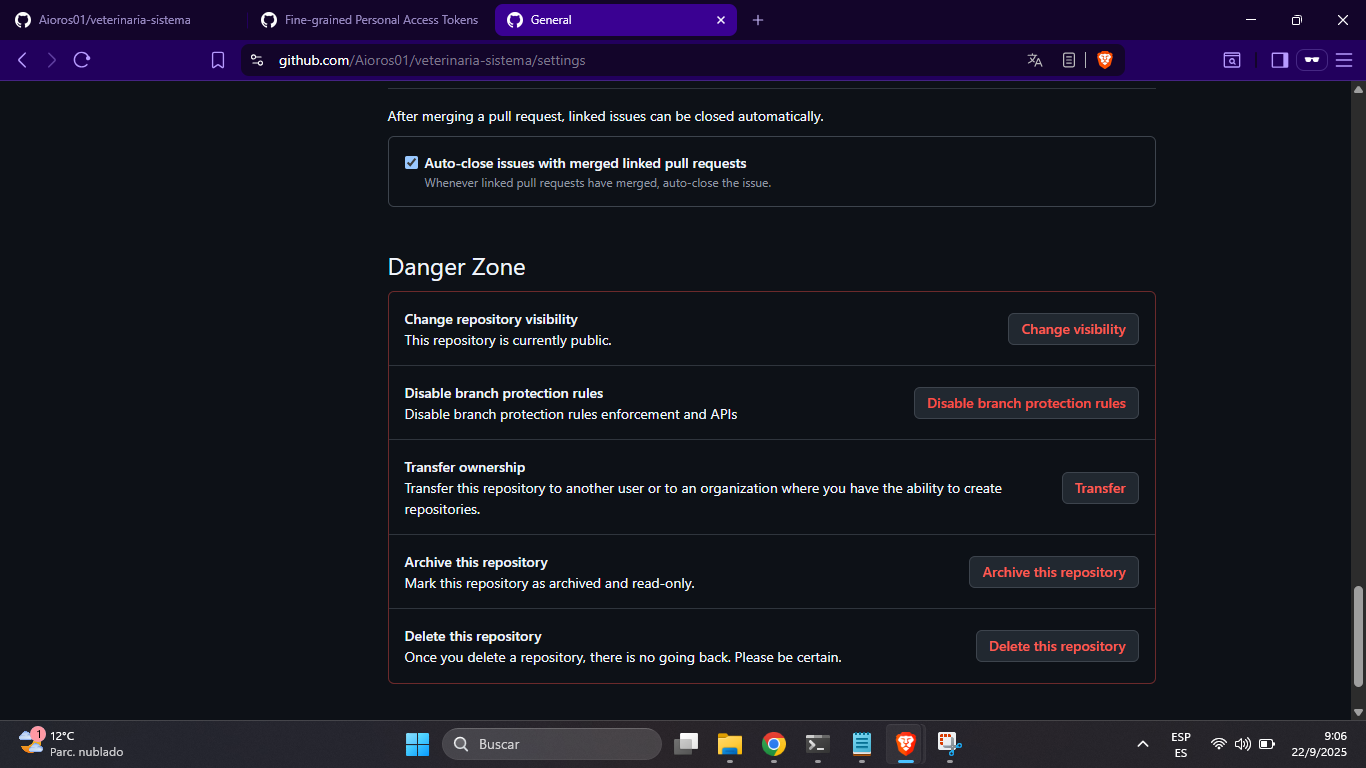 Aioros01/veterinaria-sistema
Fine-grained Personal Access Tokens
General
github.com/Aioros01/veterinaria-sistema/settings
After merging a pull request, linked issues can be closed automatically.
Auto-close issues with merged linked pull requests
Whenever linked pull requests have merged, auto-close the issue.
Danger Zone
Change repository visibility
This repository is currently public.
Change visibility
Disable branch protection rules
Disable branch protection rules enforcement and APIs
Disable branch protection rules
Transfer ownership
Transfer this repository to another user or to an organization where you have the ability to create
repositories.
Transfer
Archive this repository
Mark this repository as archived and read-only.
Archive this repository
Delete this repository
Once you delete a repository, there is no going back. Please be certain.
Delete this repository
1
12°C
Parc. nublado
Buscar
ESP
ES
9:06
22/9/2025